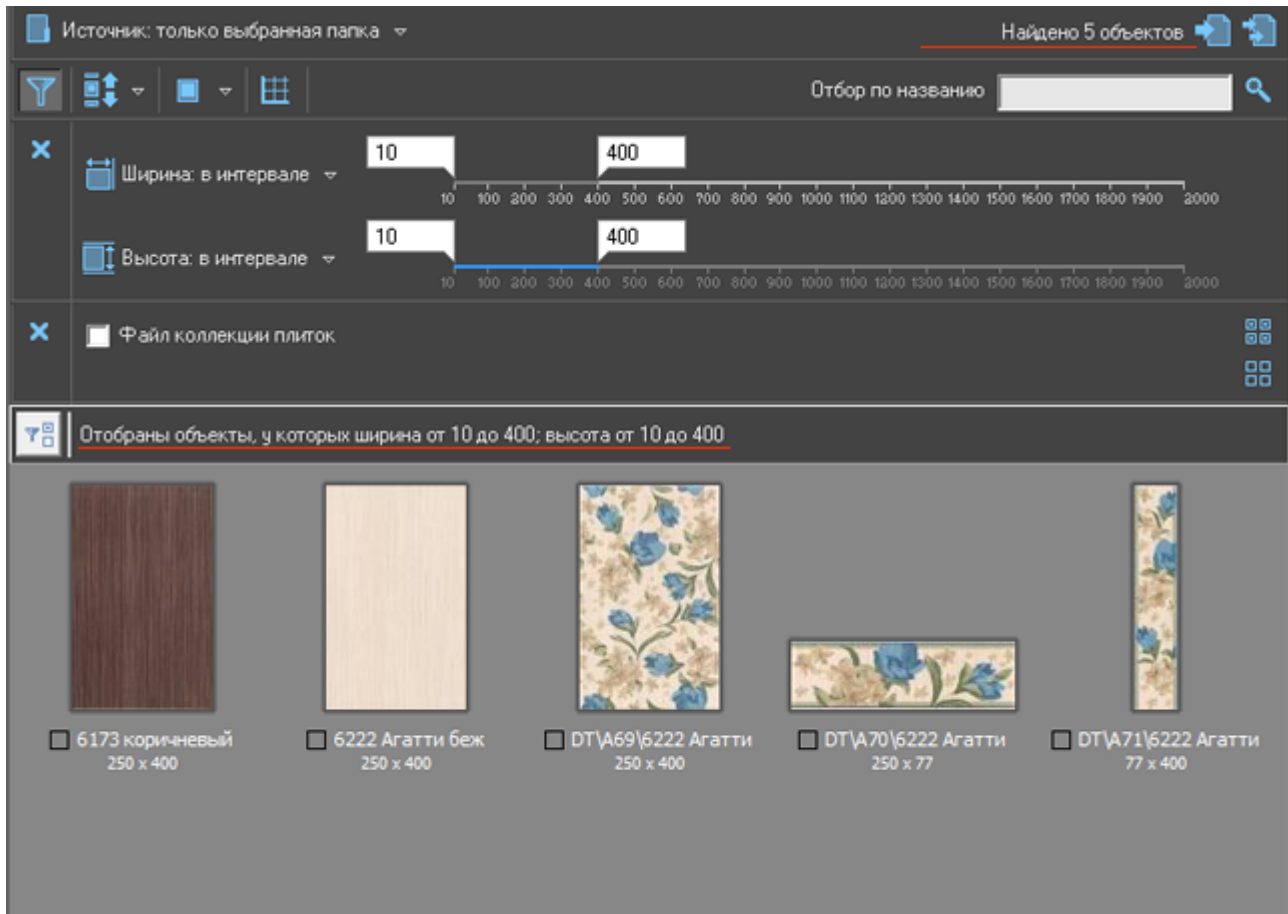 Источник: только выбранная папка
Найдено 5 объектов
Отбор по названию
Ширина: в интервале
10
400
10 100 200 300 400 500 600 700 800 900 1000 1100 1200 1300 1400 1500 1600 1700 1800 1900 2000
Высота: в интервале
10
400
10 100 200 300 400 500 600 700 800 900 1000 1100 1200 1300 1400 1500 1600 1700 1800 1900 2000
Файл коллекции плиток
Отобраны объекты, у которых ширина от 10 до 400; высота от 10 до 400
6173 коричневый
250 x 400
6222 Агатти беж
250 x 400
DT\A69\6222 Агатти
250 x 400
DT\A70\6222 Агатти
250 x 77
DT\A71\6222 Агатти
77 x 400